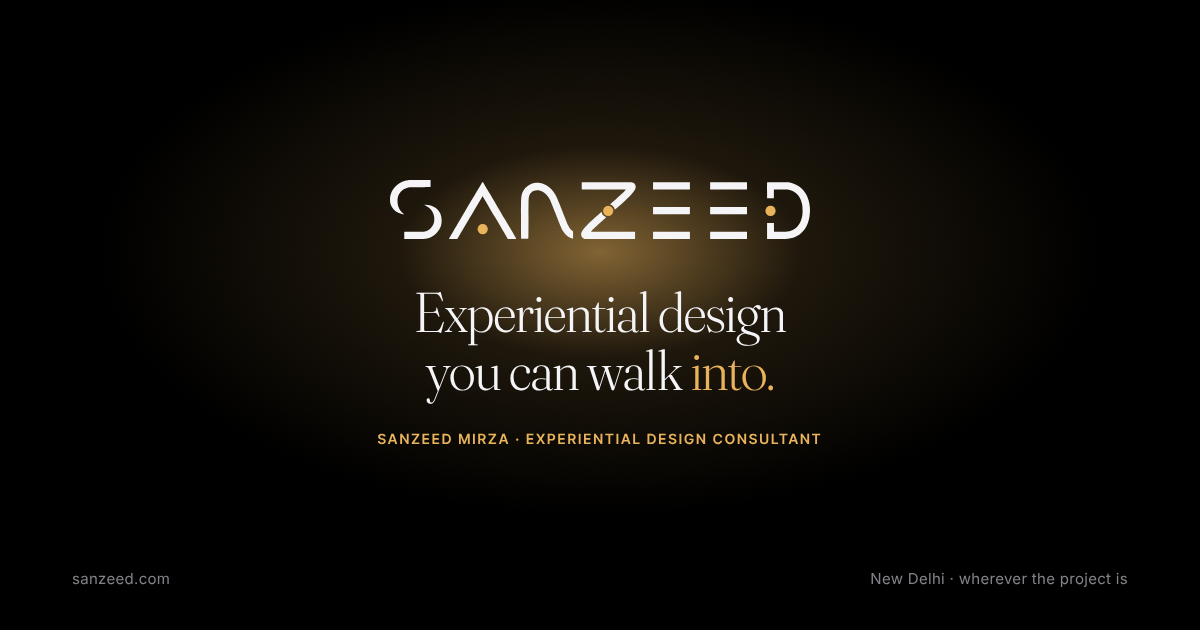 SANZEED
Experiential design
you can walk into.
SANZEED MIRZA · EXPERIENTIAL DESIGN CONSULTANT
sanzeed.com
New Delhi · wherever the project is